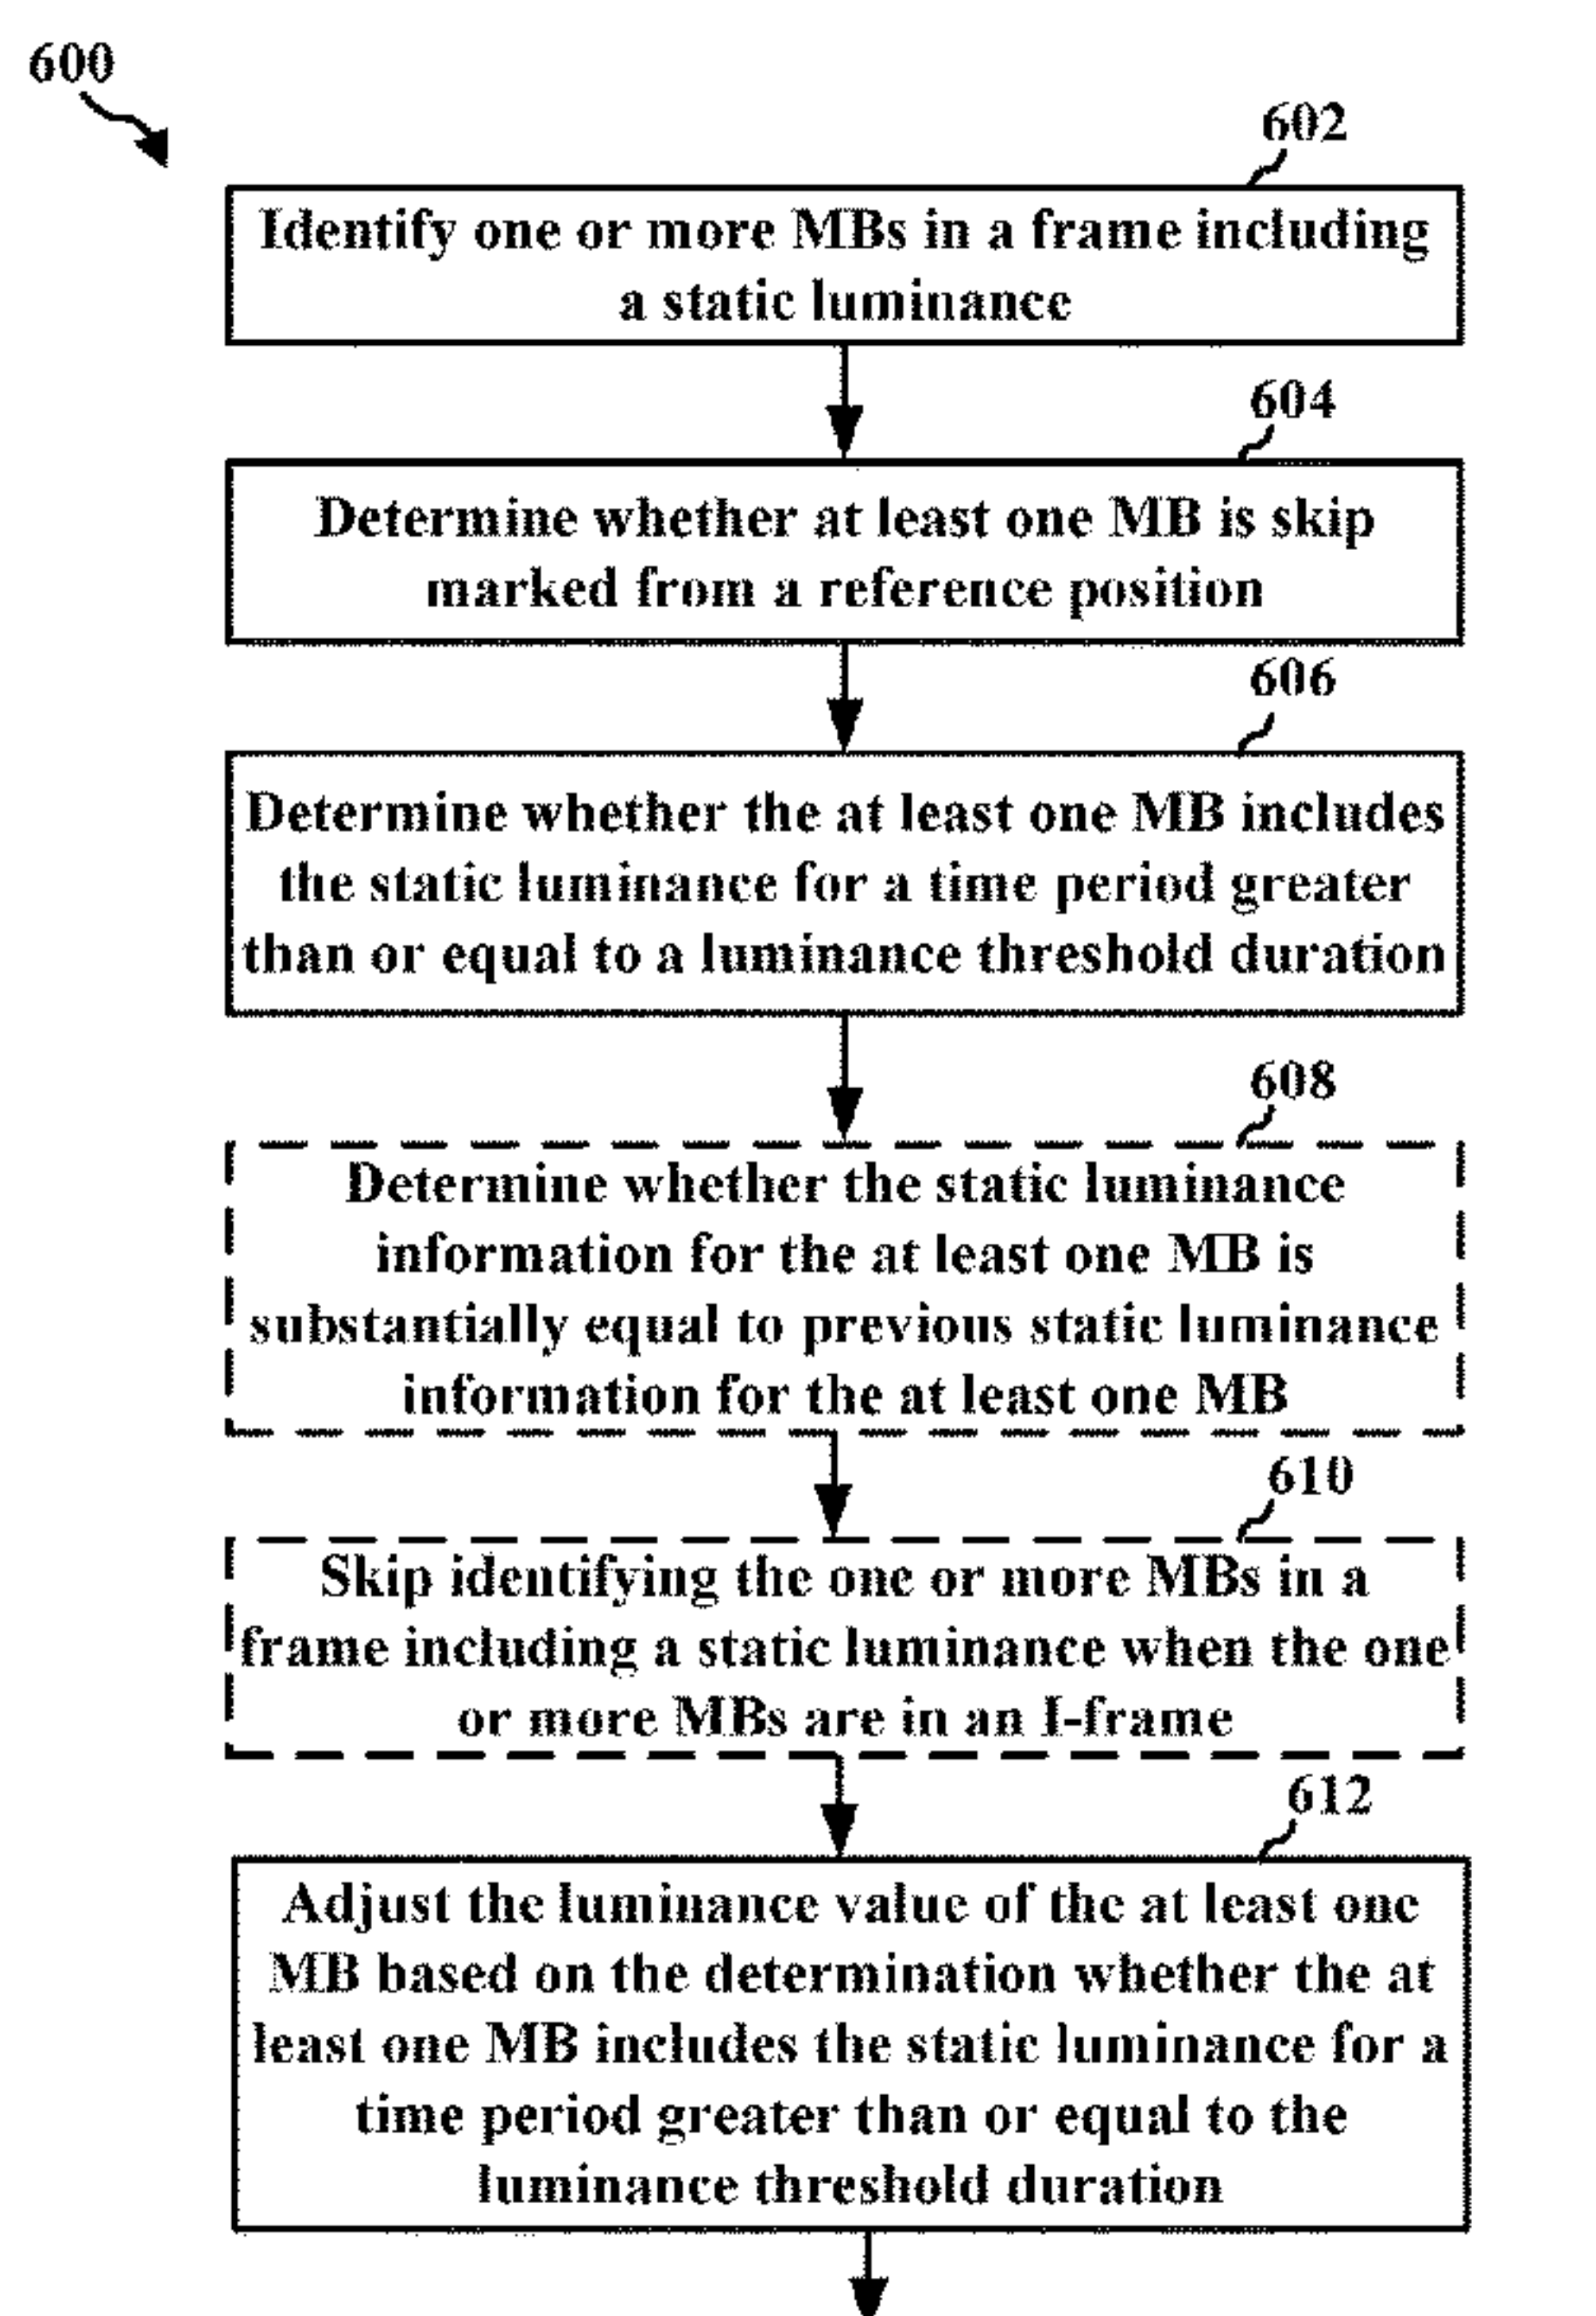 600
602
Identify one or more MBs in a frame including
a static luminance
604
Determine whether at least one MB is skip
marked from a reference position
606
Determine whether the at least one MB includes
the static luminance for a time period greater
than or equal to a luminance threshold duration
608
Determine whether the static luminance
information for the at least one MB is
substantially equal to previous static luminance
information for the at least one MB
610
Skip identifying the one or more MBs in a
frame including a static luminance when the one
or more MBs are in an I-frame
612
Adjust the luminance value of the at least one
MB based on the determination whether the at
least one MB includes the static luminance for a
time period greater than or equal to the
luminance threshold duration